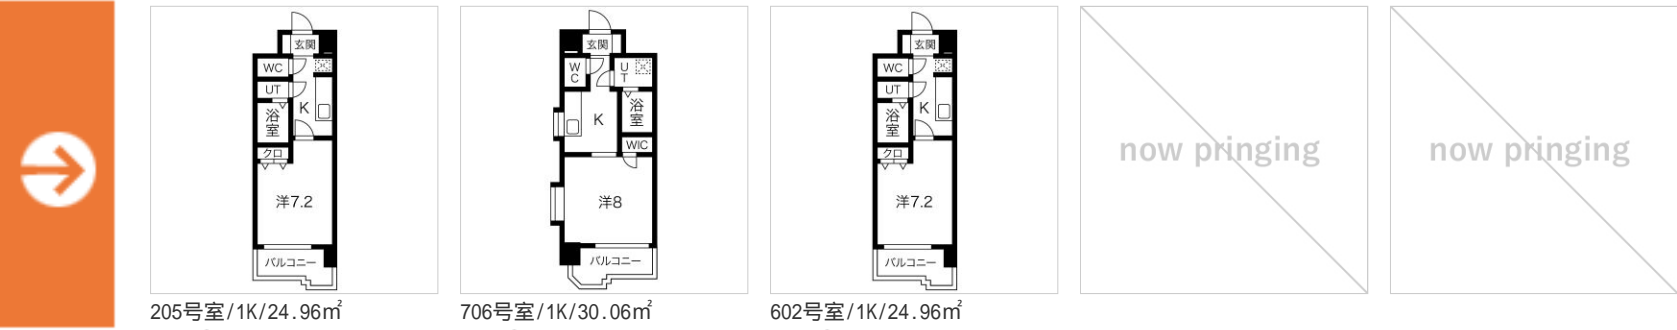 玄関
WC
UT
浴室
K
クロ
洋7.2
バルコニー
205号室/1K/24.96㎡
玄関
WC
UT
K
浴室
WIC
洋8
バルコニー
706号室/1K/30.06㎡
玄関
WC
UT
浴室
K
クロ
洋7.2
バルコニー
602号室/1K/24.96㎡
now pringing
now pringing